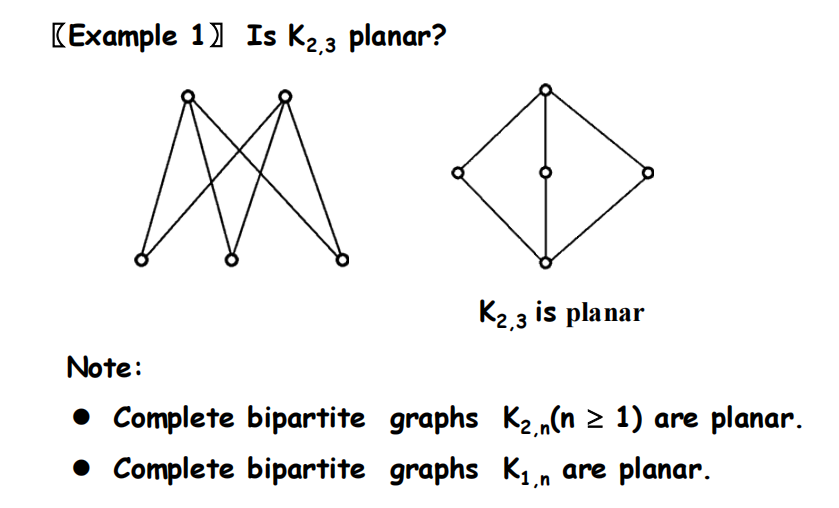 〖Example 1〗 Is K₂,₃ planar?
K₂,₃ is planar
Note:
● Complete bipartite graphs K₂,ₙ(n ≥ 1) are planar.
● Complete bipartite graphs K₁,ₙ are planar.